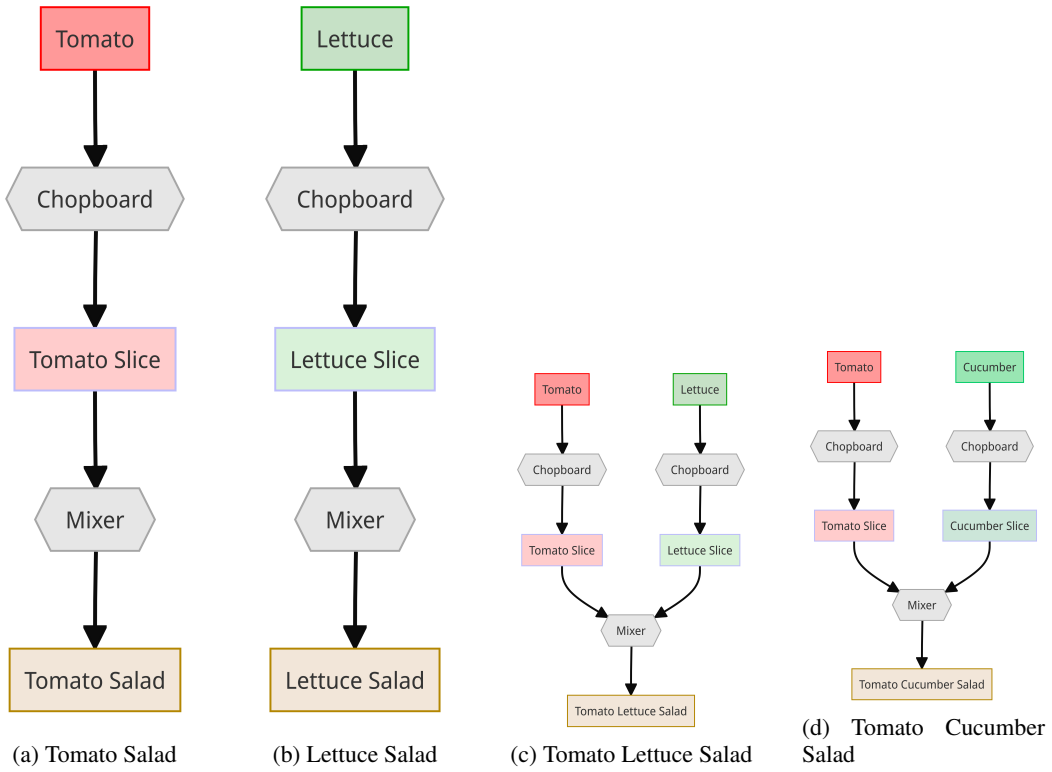 Tomato
Chopboard
Tomato Slice
Mixer
Tomato Salad
(a) Tomato Salad
Lettuce
Chopboard
Lettuce Slice
Mixer
Lettuce Salad
(b) Lettuce Salad
Tomato Lettuce
Chopboard Chopboard
Tomato Slice Lettuce Slice
Mixer
Tomato Lettuce Salad
(c) Tomato Lettuce Salad
Tomato Cucumber
Chopboard Chopboard
Tomato Slice Cucumber Slice
Mixer
Tomato Cucumber Salad
(d) Tomato Cucumber
Salad